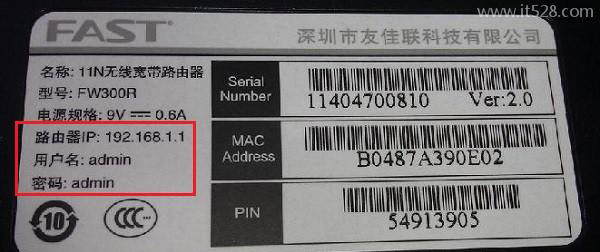 www.it528.com
FAST®
深圳市友佳联科技有限公司
名称: 11N无线宽带路由器
型号: FW300R
电源规格: 9V⎓0.6A
路由器IP: 192.168.1.1
用户名: admin
密码: admin
10
CCC
Serial Number
11404700810 Ver:2.0
MAC Address
B0487A390E02
PIN
54913905